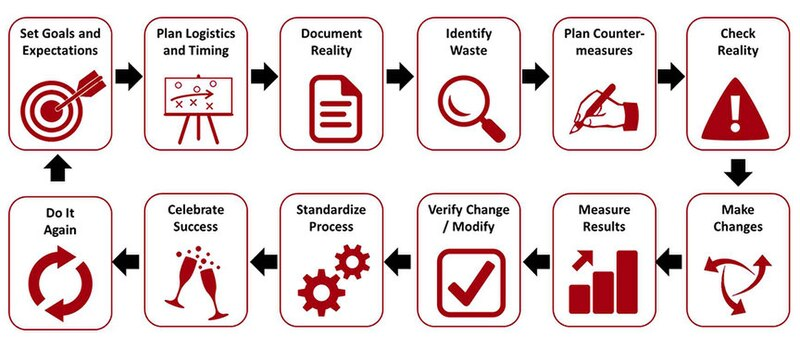 Set Goals and
Expectations
Plan Logistics
and Timing
Document
Reality
Identify
Waste
Plan Counter-
measures
Check
Reality
Do It
Again
Celebrate
Success
Standardize
Process
Verify Change
/ Modify
Measure
Results
Make
Changes